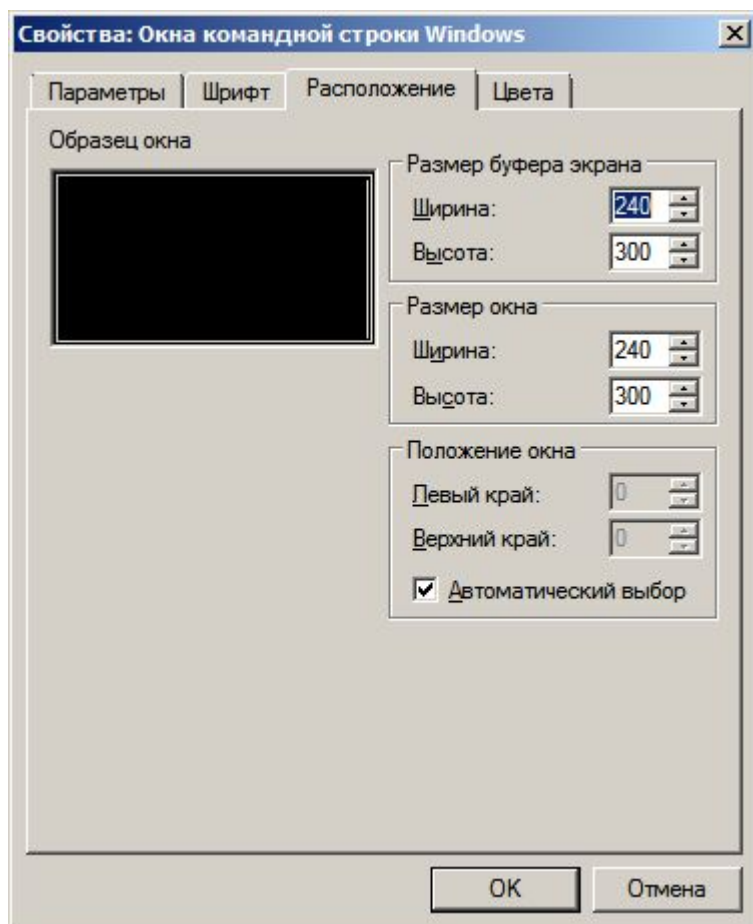 Свойства: Окна командной строки Windows
Параметры Шрифт Расположение Цвета
Образец окна
Размер буфера экрана
Ширина: 240
Высота: 300
Размер окна
Ширина: 240
Высота: 300
Положение окна
Левый край: 0
Верхний край: 0
Автоматический выбор
OK Отмена